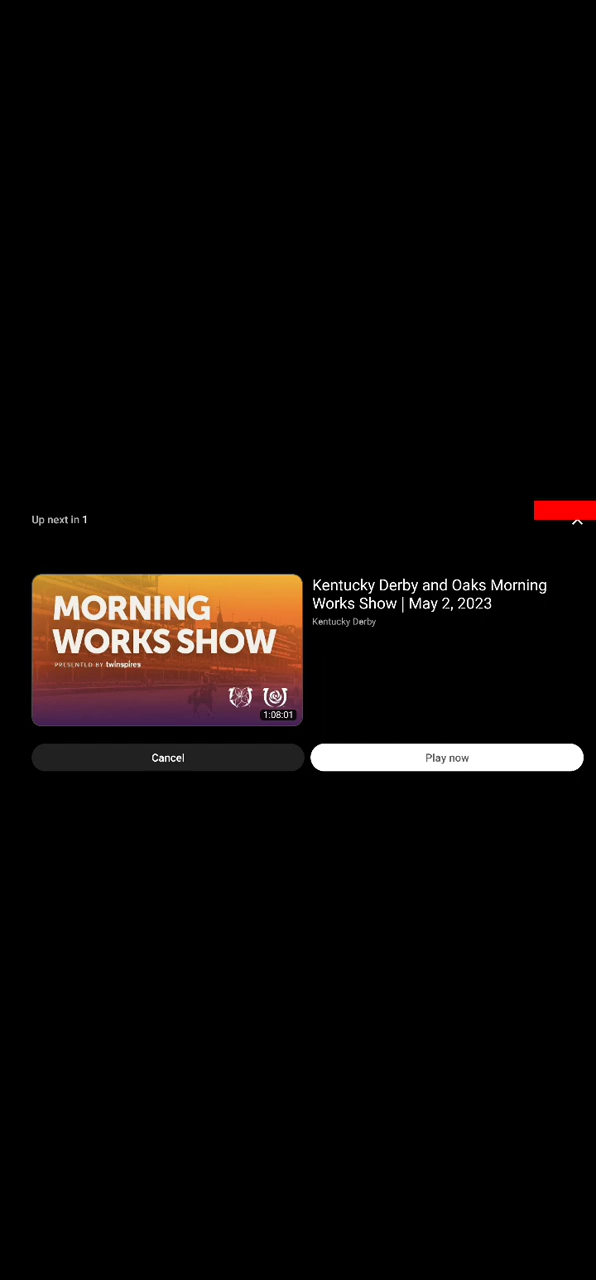 Up next in 1
MORNING
WORKS SHOW
PRESENTED BY twinspires
1:08:01
Kentucky Derby and Oaks Morning
Works Show | May 2, 2023
Kentucky Derby
Cancel
Play now